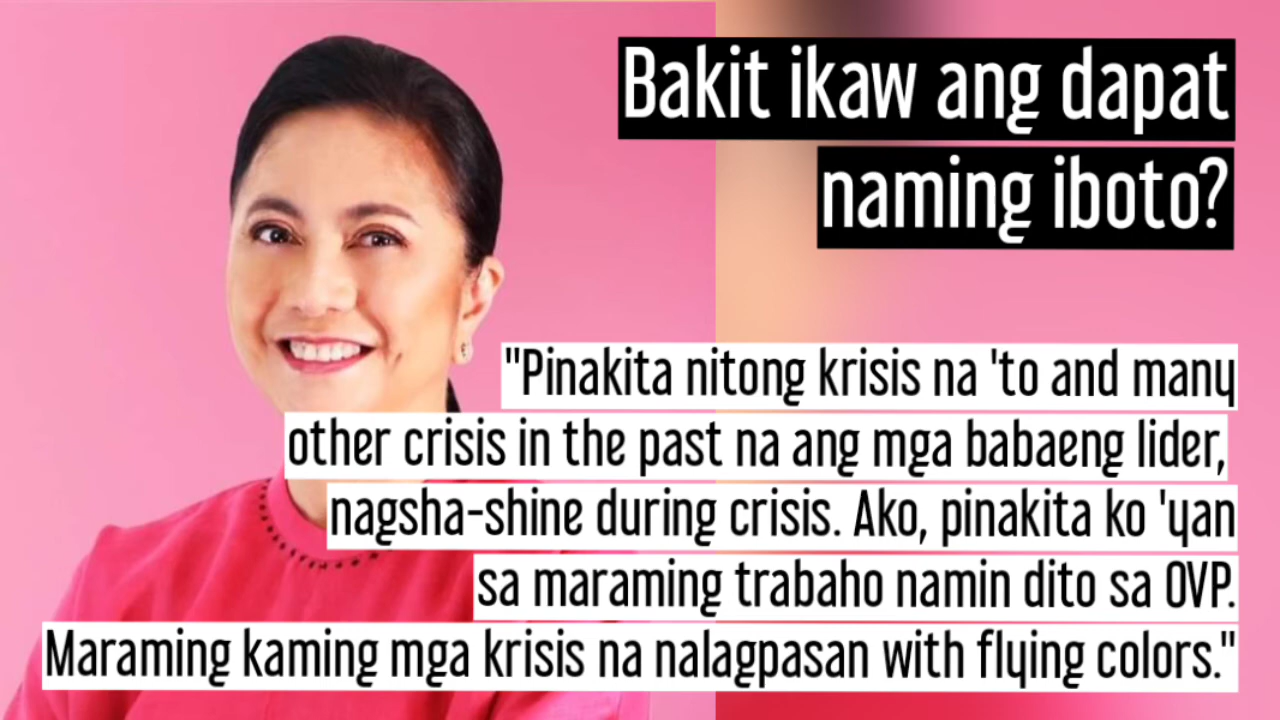 Bakit ikaw ang dapat
naming iboto?
"Pinakita nitong krisis na 'to and many
other crisis in the past na ang mga babaeng lider,
nagsha-shine during crisis. Ako, pinakita ko 'yan
sa maraming trabaho namin dito sa OVP.
Maraming kaming mga krisis na nalagpasan with flying colors."